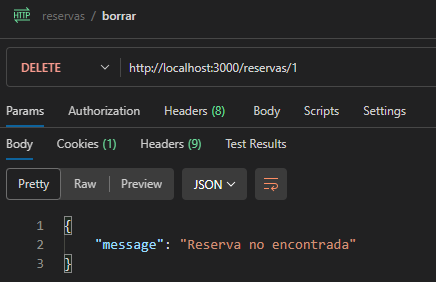 HTTP reservas / borrar
DELETE http://localhost:3000/reservas/1
Params Authorization Headers (8) Body Scripts Settings
Body Cookies (1) Headers (9) Test Results
Pretty Raw Preview JSON
1 {
2 "message": "Reserva no encontrada"
3 }